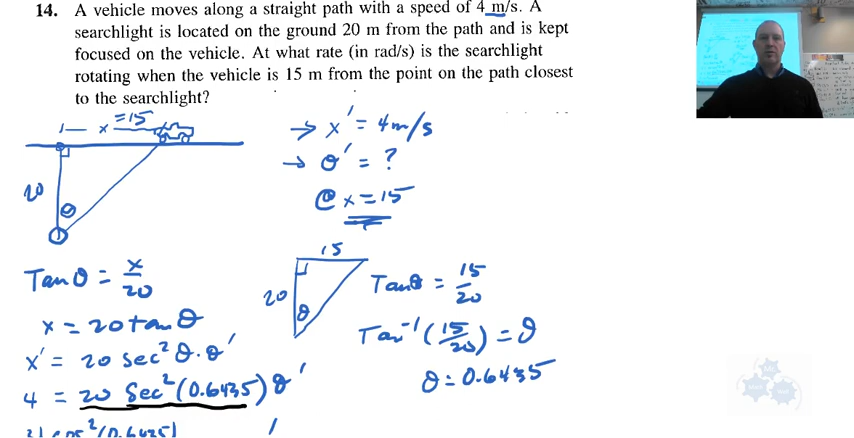 14. A vehicle moves along a straight path with a speed of 4 m/s. A
searchlight is located on the ground 20 m from the path and is kept
focused on the vehicle. At what rate (in rad/s) is the searchlight
rotating when the vehicle is 15 m from the point on the path closest
to the searchlight?
x = 15
20
θ
→ x' = 4m/s
→ θ' = ?
@ x = 15
Tanθ = x/20
x = 20 tan θ
x' = 20 sec² θ · θ'
4 = 20 Sec² (0.6435) θ'
15
20
θ
Tanθ = 15/20
Tan⁻¹ (15/20) = θ
θ = 0.6435